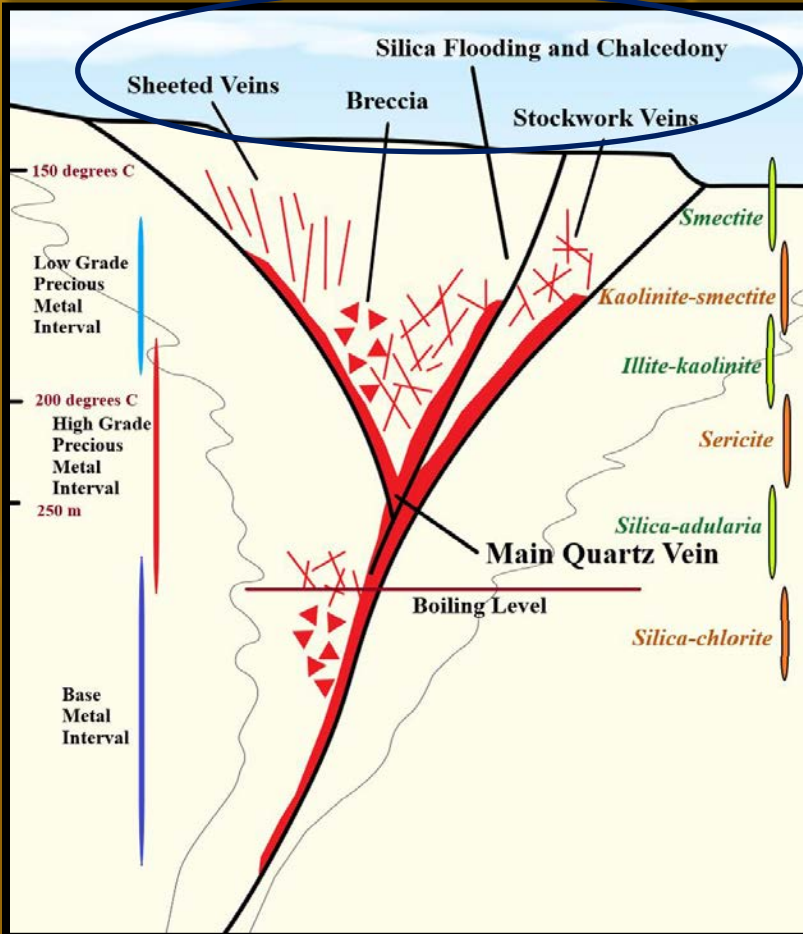 Silica Flooding and Chalcedony
Sheeted Veins
Breccia
Stockwork Veins
150 degrees C
Smectite
Low Grade
Precious
Metal
Interval
Kaolinite-smectite
Illite-kaolinite
200 degrees C
High Grade
Precious
Metal
Interval
Sericite
250 m
Silica-adularia
Main Quartz Vein
Boiling Level
Silica-chlorite
Base
Metal
Interval